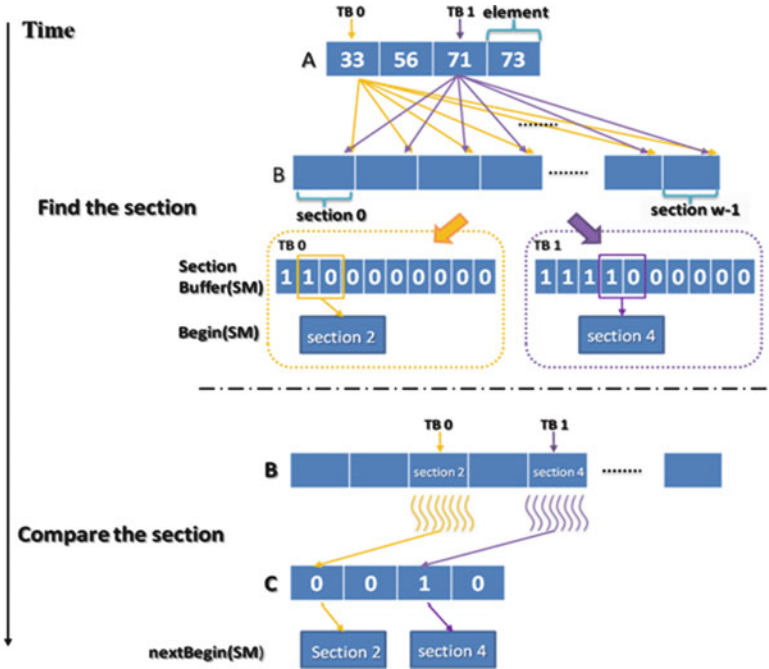 Time
TB 0 TB 1 element
A 33 56 71 73
........
B ........
section 0 section w-1
Find the section
TB 0 TB 1
Section
Buffer(SM)
1 1 0 0 0 0 0 0 0 0
1 1 1 1 0 0 0 0 0 0
Begin(SM) section 2 section 4
TB 0 TB 1
B section 2 section 4 ........
Compare the section
C 0 0 1 0
nextBegin(SM) Section 2 section 4